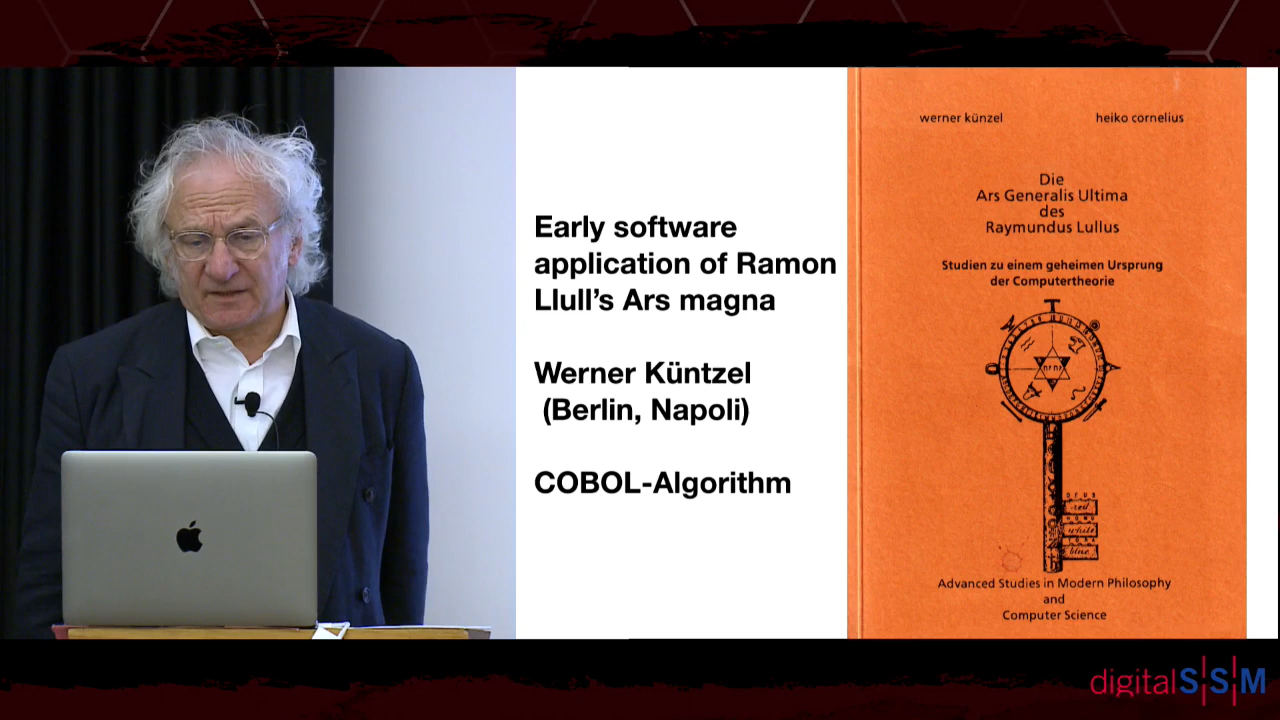 Early software
application of Ramon
Llull’s Ars magna
Werner Küntzel
(Berlin, Napoli)
COBOL-Algorithm
werner künzel heiko cornelius
Die
Ars Generalis Ultima
des
Raymundus Lullus
Studien zu einem geheimen Ursprung
der Computertheorie
T
red
white
blue
Advanced Studies in Modern Philosophy
and
Computer Science
digitalS|S|M